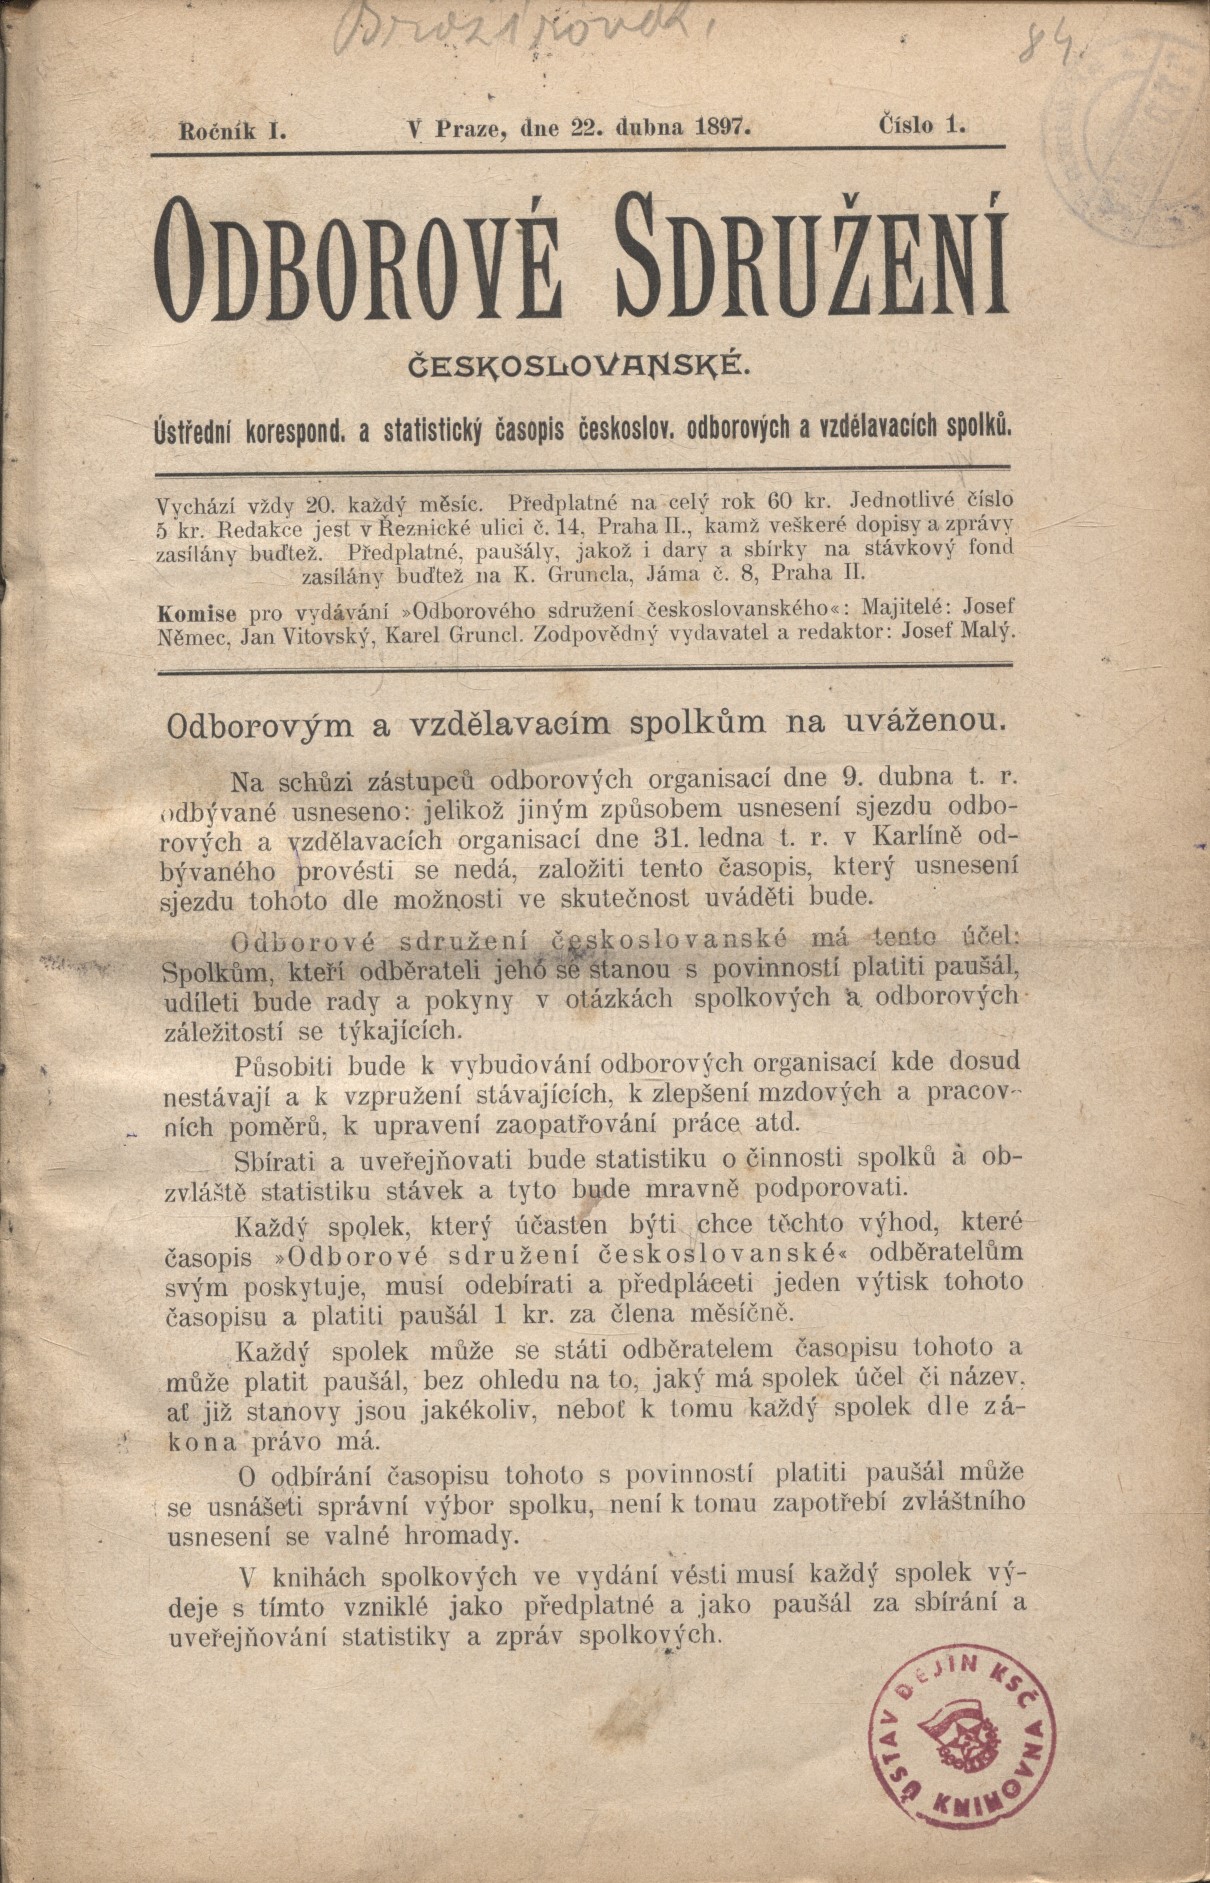 84.
Ročník I. V Praze, dne 22. dubna 1897. Číslo 1.
ODBOROVÉ SDRUŽENÍ
ČESKOSLOVANSKÉ.
Ústřední korespond. a statistický časopis českoslov. odborových a vzdělavacích spolků.
Vychází vždy 20. každý měsíc. Předplatné na celý rok 60 kr. Jednotlivé číslo
5 kr. Redakce jest v Řeznické ulici č. 14, Praha II., kamž veškeré dopisy a zprávy
zasílány buďtež. Předplatné, paušály, jakož i dary a sbírky na stávkový fond
zasílány buďtež na K. Gruncla, Jáma č. 8, Praha II.
Komise pro vydávání »Odborového sdružení českoslovanského«: Majitelé: Josef
Němec, Jan Vitovský, Karel Gruncl. Zodpovědný vydavatel a redaktor: Josef Malý.
Odborovým a vzdělavacím spolkům na uváženou.
Na schůzi zástupců odborových organisací dne 9. dubna t. r.
odbývané usneseno: jelikož jiným způsobem usnesení sjezdu odbo-
rových a vzdělavacích organisací dne 31. ledna t. r. v Karlíně od-
bývaného provésti se nedá, založiti tento časopis, který usnesení
sjezdu tohoto dle možnosti ve skutečnost uváděti bude.
Odborové sdružení českoslovanské má tento účel:
Spolkům, kteří odběrateli jeho se stanou s povinností platiti paušál,
udíleti bude rady a pokyny v otázkách spolkových a odborových
záležitostí se týkajících.
Působiti bude k vybudování odborových organisací kde dosud
nestávají a k vzpružení stávajících, k zlepšení mzdových a pracov-
ních poměrů, k upravení zaopatřování práce atd.
Sbírati a uveřejňovati bude statistiku o činnosti spolků a ob-
zvláště statistiku stávek a tyto bude mravně podporovati.
Každý spolek, který účasten býti chce těchto výhod, které
časopis »Odborové sdružení českoslovanské« odběratelům
svým poskytuje, musí odebírati a předpláceti jeden výtisk tohoto
časopisu a platiti paušál 1 kr. za člena měsíčně.
Každý spolek může se státi odběratelem časopisu tohoto a
může platit paušál, bez ohledu na to, jaký má spolek účel či název.
ať již stanovy jsou jakékoliv, neboť k tomu každý spolek dle zá-
kona právo má.
O odbírání časopisu tohoto s povinností platiti paušál může
se usnášeti správní výbor spolku, není k tomu zapotřebí zvláštního
usnesení se valné hromady.
V knihách spolkových ve vydání vésti musí každý spolek vý-
deje s tímto vzniklé jako předplatné a jako paušál za sbírání a
uveřejňování statistiky a zpráv spolkových.
ÚSTAV DĚJIN KSČ
KNIHOVNA